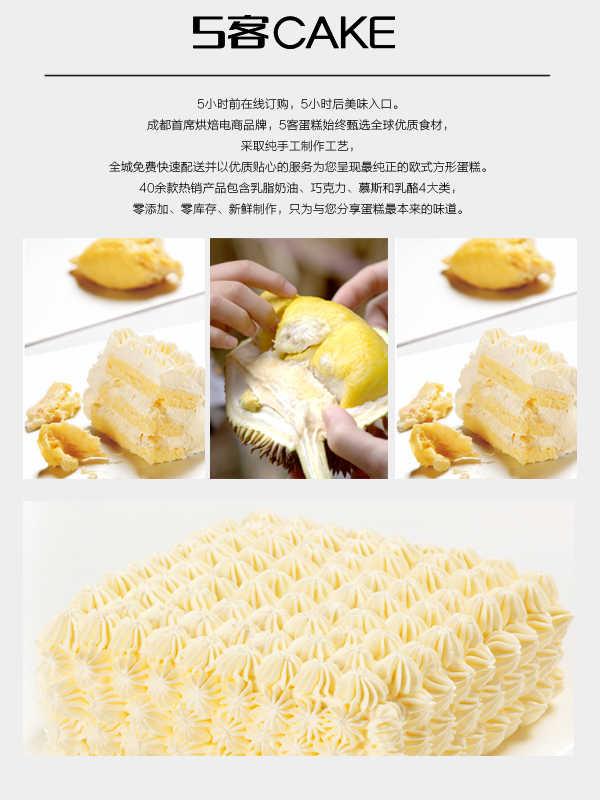 5客CAKE
5小时前在线订购，5小时后美味入口。
成都首席烘焙电商品牌，5客蛋糕始终甄选全球优质食材，
采取纯手工制作工艺，
全城免费快速配送并以优质贴心的服务为您呈现最纯正的欧式方形蛋糕。
40余款热销产品包含乳脂奶油、巧克力、慕斯和乳酪4大类，
零添加、零库存、新鲜制作，只为与您分享蛋糕最本来的味道。